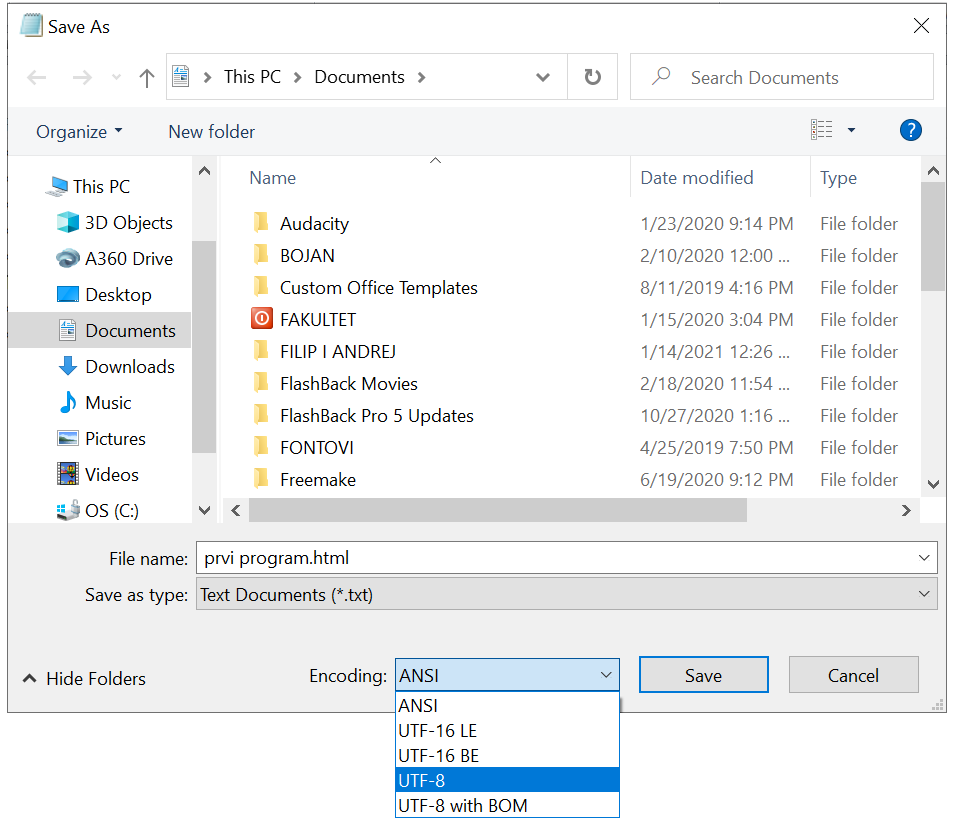 Save As
This PC > Documents >
Search Documents
Organize New folder ?
This PC
3D Objects
A360 Drive
Desktop
Documents
Downloads
Music
Pictures
Videos
OS (C:)
Name Date modified Type
Audacity 1/23/2020 9:14 PM File folder
BOJAN 2/10/2020 12:00 ... File folder
Custom Office Templates 8/11/2019 4:16 PM File folder
FAKULTET 1/15/2020 3:04 PM File folder
FILIP I ANDREJ 1/14/2021 12:26 ... File folder
FlashBack Movies 2/18/2020 11:54 ... File folder
FlashBack Pro 5 Updates 10/27/2020 1:16 ... File folder
FONTOVI 4/25/2019 7:50 PM File folder
Freemake 6/19/2020 9:12 PM File folder
File name: prvi program.html
Save as type: Text Documents (*.txt)
Hide Folders Encoding: ANSI Save Cancel
ANSI
UTF-16 LE
UTF-16 BE
UTF-8
UTF-8 with BOM